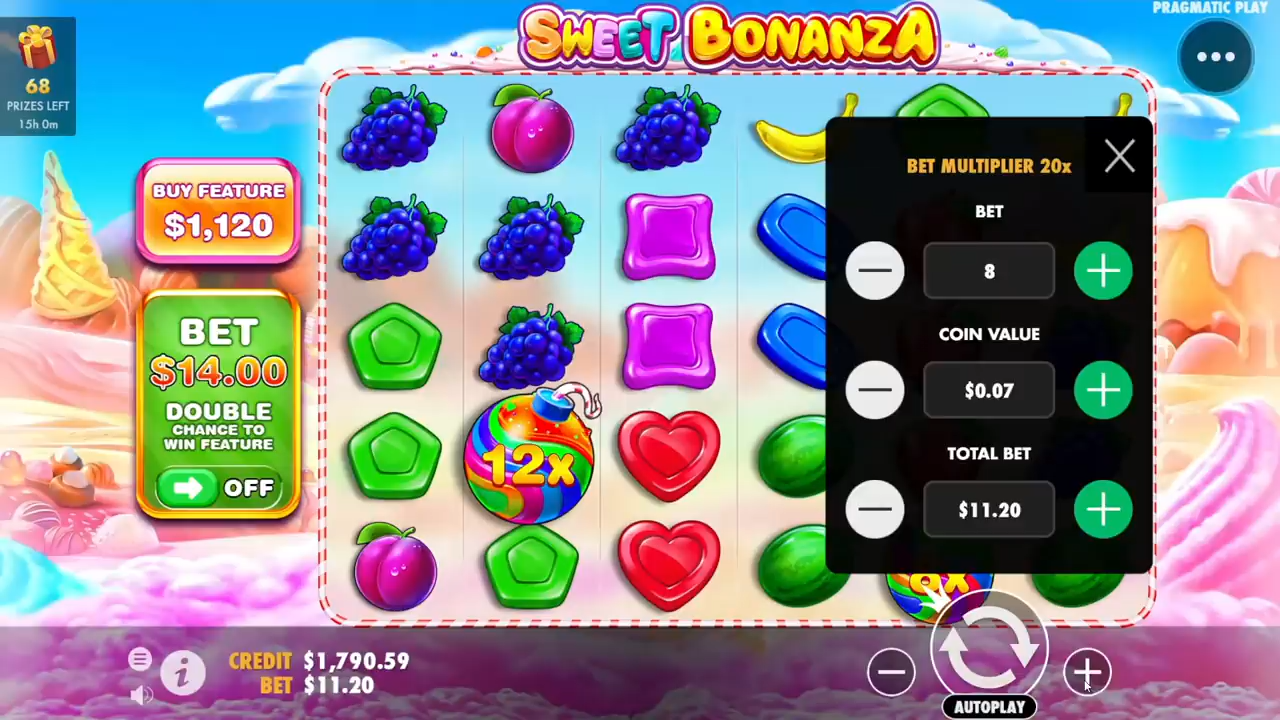 PRAGMATIC PLAY
SWEET BONANZA
68
PRIZES LEFT
15h 0m
BUY FEATURE
$1,120
BET
$14.00
DOUBLE
CHANCE TO
WIN FEATURE
OFF
12x
BET MULTIPLIER 20x
BET
8
COIN VALUE
$0.07
TOTAL BET
$11.20
CREDIT $1,790.59
BET $11.20
AUTOPLAY